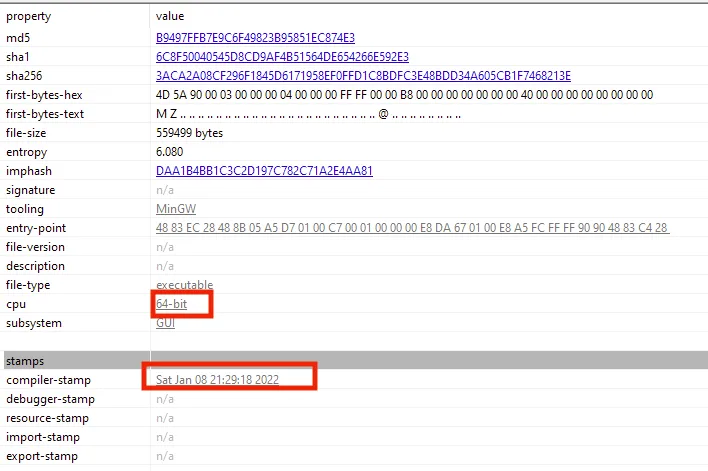 property value
md5 B9497FFB7E9C6F49823B95851EC874E3
sha1 6C8F50040545D8CD9AF4B51564DE654266E592E3
sha256 3ACA2A08CF296F1845D6171958EF0FFD1C8BDFC3E48BDD34A605CB1F7468213E
first-bytes-hex 4D 5A 90 00 03 00 00 00 04 00 00 00 FF FF 00 00 B8 00 00 00 00 00 00 00 40 00 00 00 00 00 00 00
first-bytes-text M Z .. .. .. .. .. .. .. .. .. .. .. .. .. .. .. .. .. .. .. .. .. .. @ .. .. .. .. .. .. ..
file-size 559499 bytes
entropy 6.080
imphash DAA1B4BB1C3C2D197C782C71A2E4AA81
signature n/a
tooling MinGW
entry-point 48 83 EC 28 48 8B 05 A5 D7 01 00 C7 00 01 00 00 00 E8 DA 67 01 00 E8 A5 FC FF FF 90 90 48 83 C4 28
file-version n/a
description n/a
file-type executable
cpu 64-bit
subsystem GUI
stamps
compiler-stamp Sat Jan 08 21:29:18 2022
debugger-stamp n/a
resource-stamp n/a
import-stamp n/a
export-stamp n/a